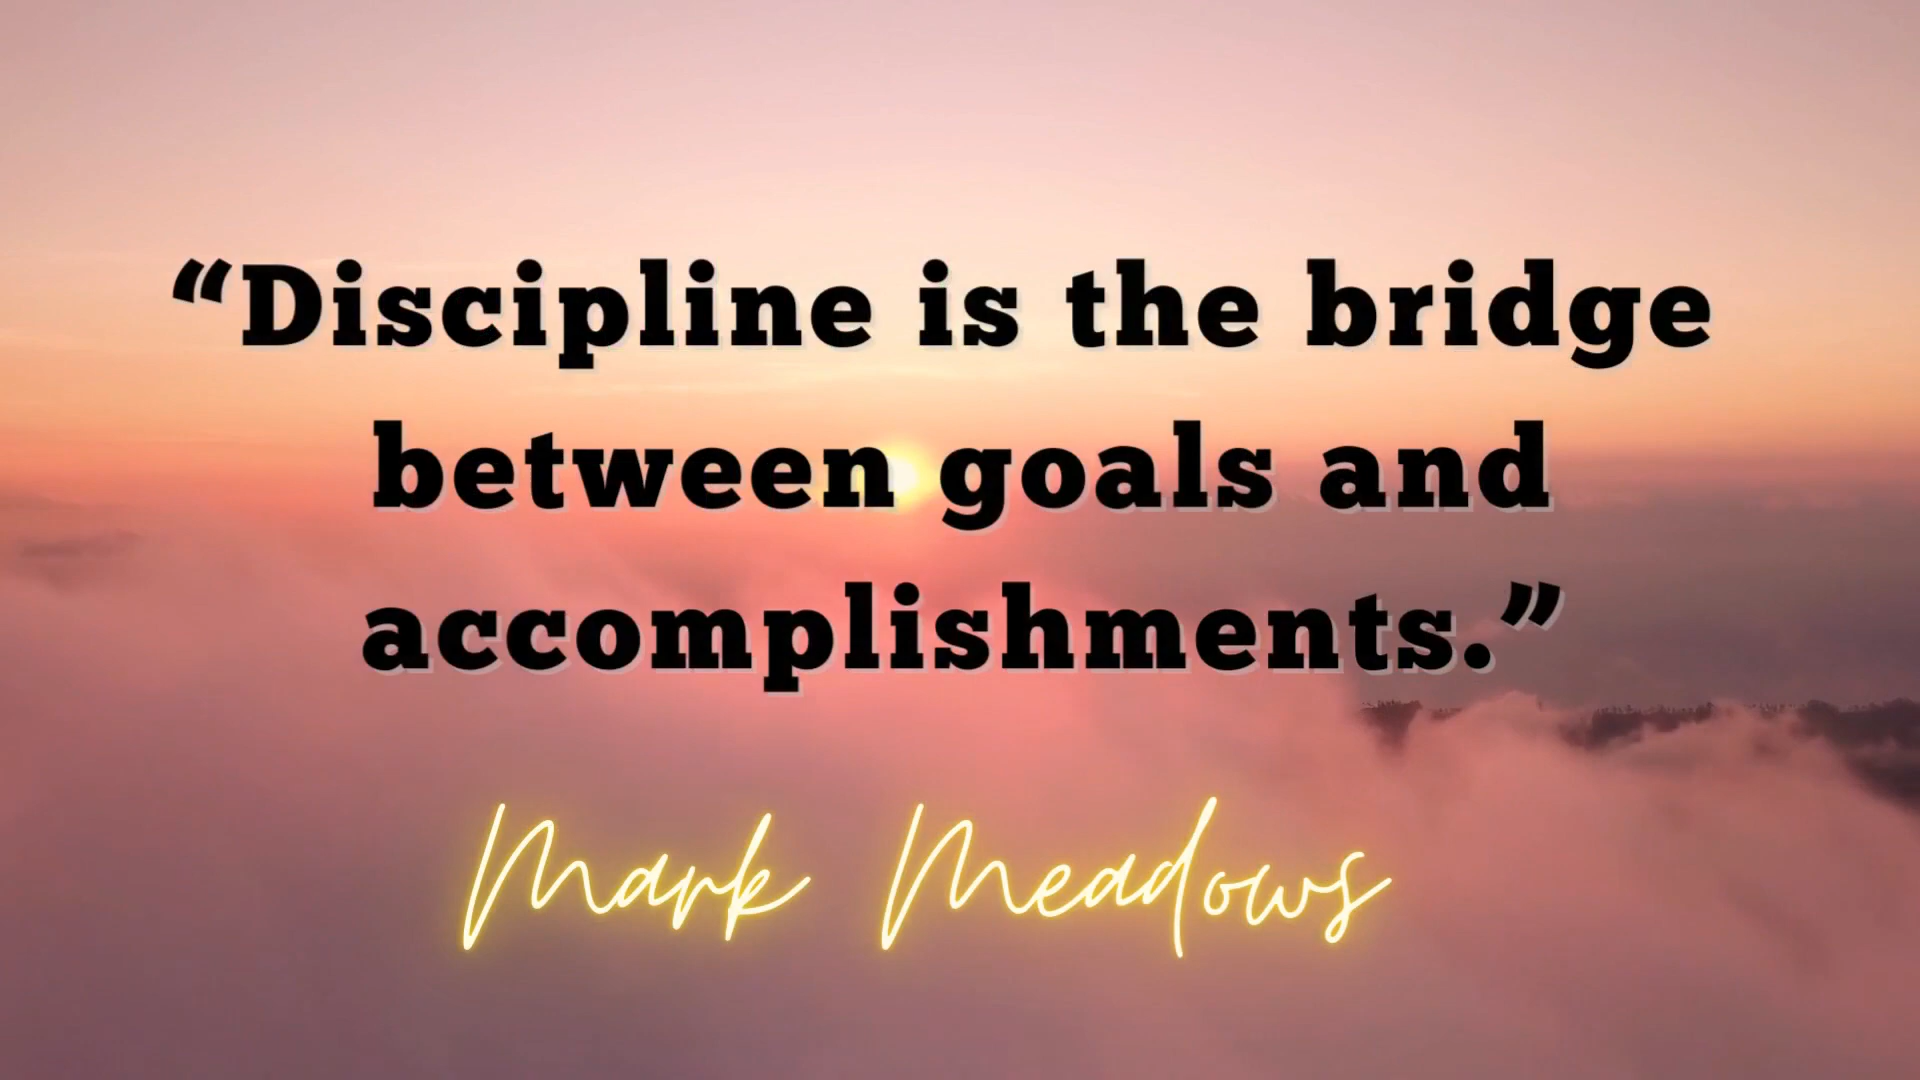 “Discipline is the bridge
between goals and
accomplishments.”
Mark Meadows